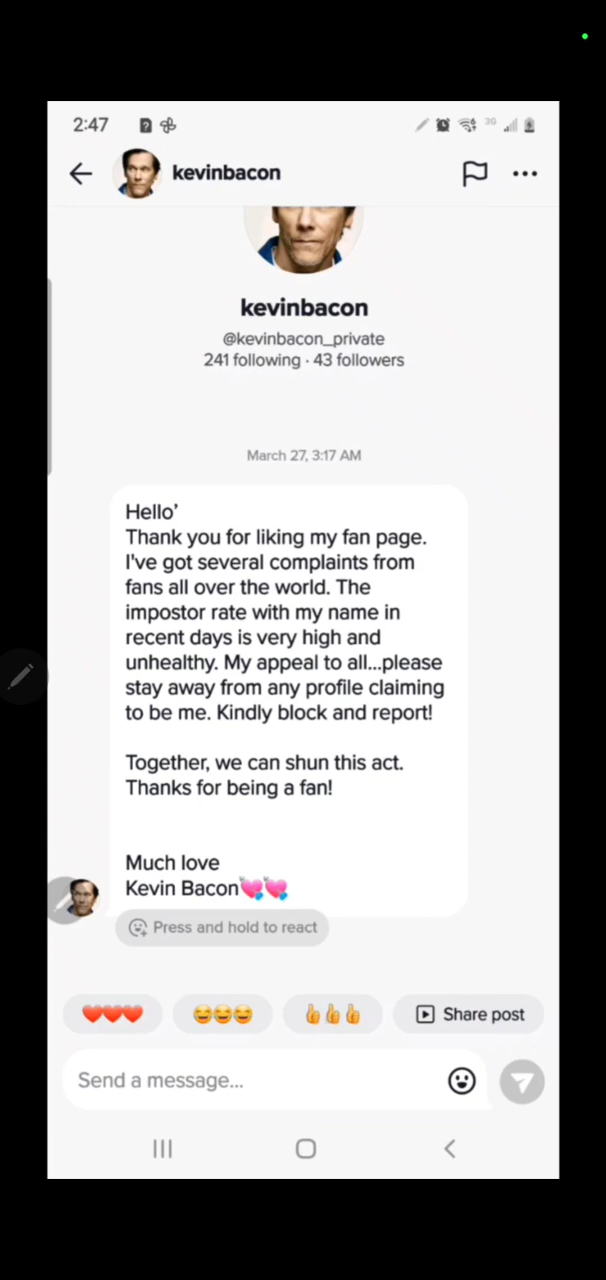 2:47
3G
kevinbacon
kevinbacon
@kevinbacon_private
241 following · 43 followers
March 27, 3:17 AM
Hello’
Thank you for liking my fan page.
I've got several complaints from
fans all over the world. The
impostor rate with my name in
recent days is very high and
unhealthy. My appeal to all...please
stay away from any profile claiming
to be me. Kindly block and report!
Together, we can shun this act.
Thanks for being a fan!
Much love
Kevin Bacon💘💘
Press and hold to react
❤️❤️❤️ 😂😂😂 👍👍👍 Share post
Send a message...